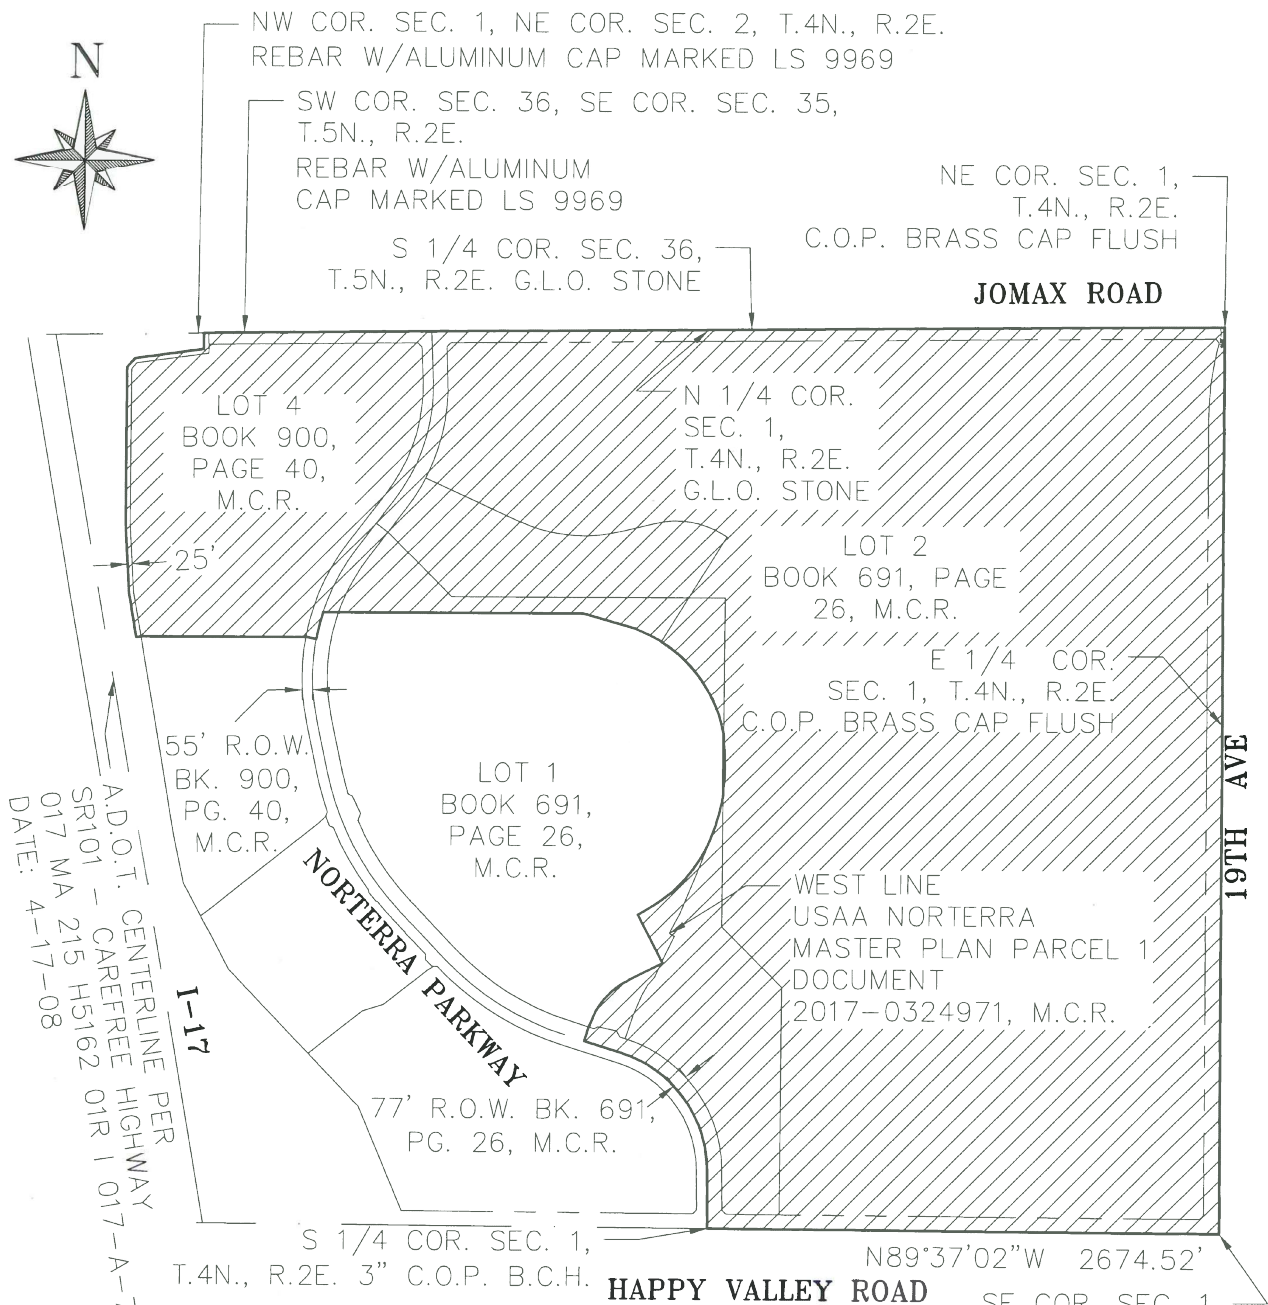 NW COR. SEC. 1, NE COR. SEC. 2, T.4N., R.2E.
REBAR W/ALUMINUM CAP MARKED LS 9969
N
SW COR. SEC. 36, SE COR. SEC. 35,
T.5N., R.2E.
REBAR W/ALUMINUM
CAP MARKED LS 9969
NE COR. SEC. 1,
T.4N., R.2E.
C.O.P. BRASS CAP FLUSH
S 1/4 COR. SEC. 36,
T.5N., R.2E. G.L.O. STONE
JOMAX ROAD
LOT 4
BOOK 900,
PAGE 40,
M.C.R.
N 1/4 COR.
SEC. 1,
T.4N., R.2E.
G.L.O. STONE
25'
LOT 2
BOOK 691, PAGE
26, M.C.R.
E 1/4 COR.
SEC. 1, T.4N., R.2E.
C.O.P. BRASS CAP FLUSH
19TH AVE
55' R.O.W.
BK. 900,
PG. 40,
M.C.R.
LOT 1
BOOK 691,
PAGE 26,
M.C.R.
NORTERRA PARKWAY
WEST LINE
USAA NORTERRA
MASTER PLAN PARCEL 1
DOCUMENT
2017-0324971, M.C.R.
A.D.O.T. CENTERLINE PER
SR101 - CAREFREE HIGHWAY
017 MA 215 H5162 01R / 017-A-
DATE: 4-17-08
I-17
77' R.O.W. BK. 691,
PG. 26, M.C.R.
S 1/4 COR. SEC. 1,
T.4N., R.2E. 3" C.O.P. B.C.H.
N89°37'02"W 2674.52'
HAPPY VALLEY ROAD
SE COR. SEC. 1